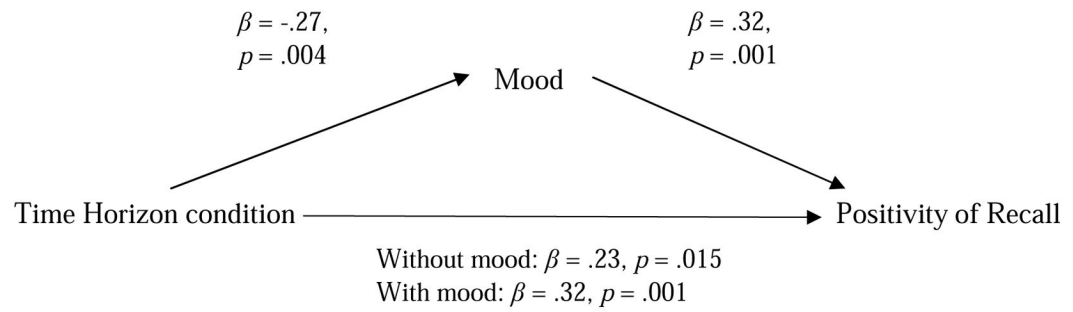 β = -.27,
p = .004
β = .32,
p = .001
Mood
Time Horizon condition
Positivity of Recall
Without mood: β = .23, p = .015
With mood: β = .32, p = .001